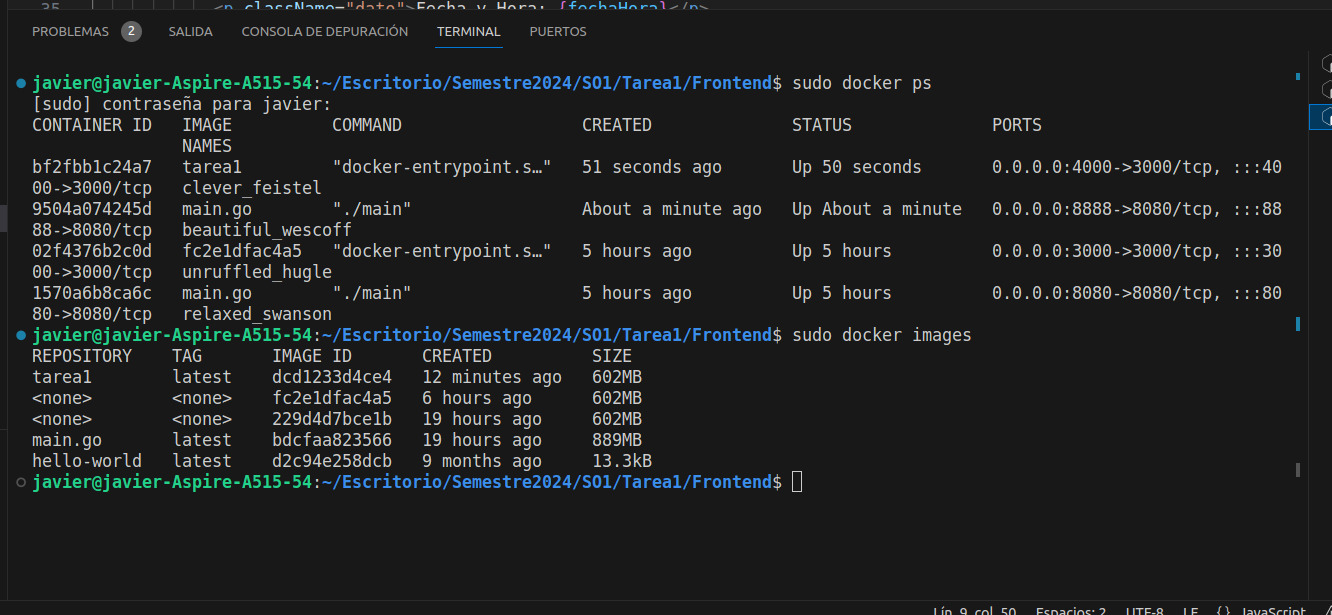 35 <p className="dato">Fecha y Hora: {fechaHora}</p>
PROBLEMAS 2 SALIDA CONSOLA DE DEPURACIÓN TERMINAL PUERTOS
javier@javier-Aspire-A515-54:~/Escritorio/Semestre2024/SO1/Tarea1/Frontend$ sudo docker ps
[sudo] contraseña para javier:
CONTAINER ID   IMAGE          COMMAND                  CREATED              STATUS              PORTS
               NAMES
bf2fbb1c24a7   tarea1         "docker-entrypoint.s…"   51 seconds ago       Up 50 seconds       0.0.0.0:4000->3000/tcp, :::40
00->3000/tcp   clever_feistel
9504a074245d   main.go        "./main"                 About a minute ago   Up About a minute   0.0.0.0:8888->8080/tcp, :::88
88->8080/tcp   beautiful_wescoff
02f4376b2c0d   fc2e1dfac4a5   "docker-entrypoint.s…"   5 hours ago          Up 5 hours          0.0.0.0:3000->3000/tcp, :::30
00->3000/tcp   unruffled_hugle
1570a6b8ca6c   main.go        "./main"                 5 hours ago          Up 5 hours          0.0.0.0:8080->8080/tcp, :::80
80->8080/tcp   relaxed_swanson
javier@javier-Aspire-A515-54:~/Escritorio/Semestre2024/SO1/Tarea1/Frontend$ sudo docker images
REPOSITORY    TAG       IMAGE ID       CREATED          SIZE
tarea1        latest    dcd1233d4ce4   12 minutes ago   602MB
<none>        <none>    fc2e1dfac4a5   6 hours ago      602MB
<none>        <none>    229d4d7bce1b   19 hours ago     602MB
main.go       latest    bdcfaa823566   19 hours ago     889MB
hello-world   latest    d2c94e258dcb   9 months ago     13.3kB
javier@javier-Aspire-A515-54:~/Escritorio/Semestre2024/SO1/Tarea1/Frontend$
Lín. 9, col. 50 Espacios: 2 UTF-8 LF {} JavaScript